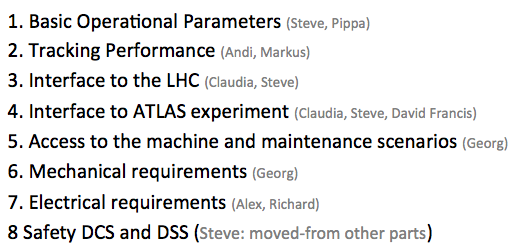 1. Basic Operational Parameters (Steve, Pippa)
2. Tracking Performance (Andi, Markus)
3. Interface to the LHC (Claudia, Steve)
4. Interface to ATLAS experiment (Claudia, Steve, David Francis)
5. Access to the machine and maintenance scenarios (Georg)
6. Mechanical requirements (Georg)
7. Electrical requirements (Alex, Richard)
8 Safety DCS and DSS (Steve: moved-from other parts)